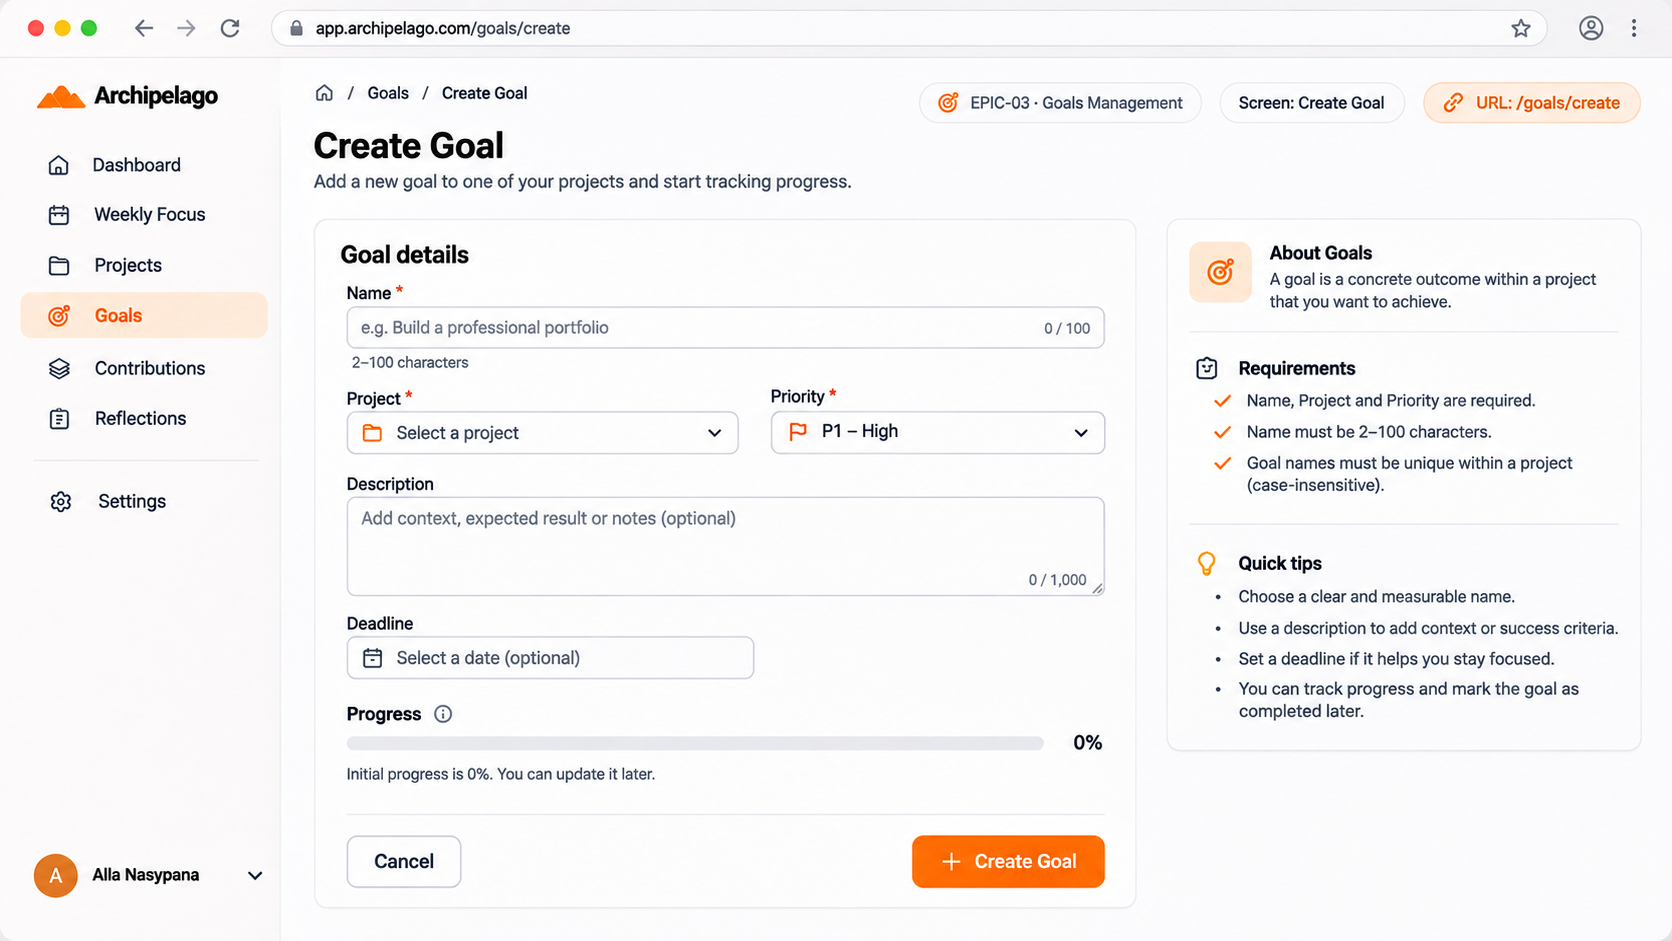 app.archipelago.com/goals/create
Archipelago
Dashboard
Weekly Focus
Projects
Goals
Contributions
Reflections
Settings
A
Alla Nasypana
/ Goals / Create Goal
EPIC-03 · Goals Management
Screen: Create Goal
URL: /goals/create
Create Goal
Add a new goal to one of your projects and start tracking progress.
Goal details
Name *
e.g. Build a professional portfolio
0 / 100
2–100 characters
Project *
Select a project
Priority *
P1 – High
Description
Add context, expected result or notes (optional)
0 / 1,000
Deadline
Select a date (optional)
Progress
0%
Initial progress is 0%. You can update it later.
Cancel
+ Create Goal
About Goals
A goal is a concrete outcome within a project
that you want to achieve.
Requirements
Name, Project and Priority are required.
Name must be 2–100 characters.
Goal names must be unique within a project
(case-insensitive).
Quick tips
• Choose a clear and measurable name.
• Use a description to add context or success criteria.
• Set a deadline if it helps you stay focused.
• You can track progress and mark the goal as
completed later.